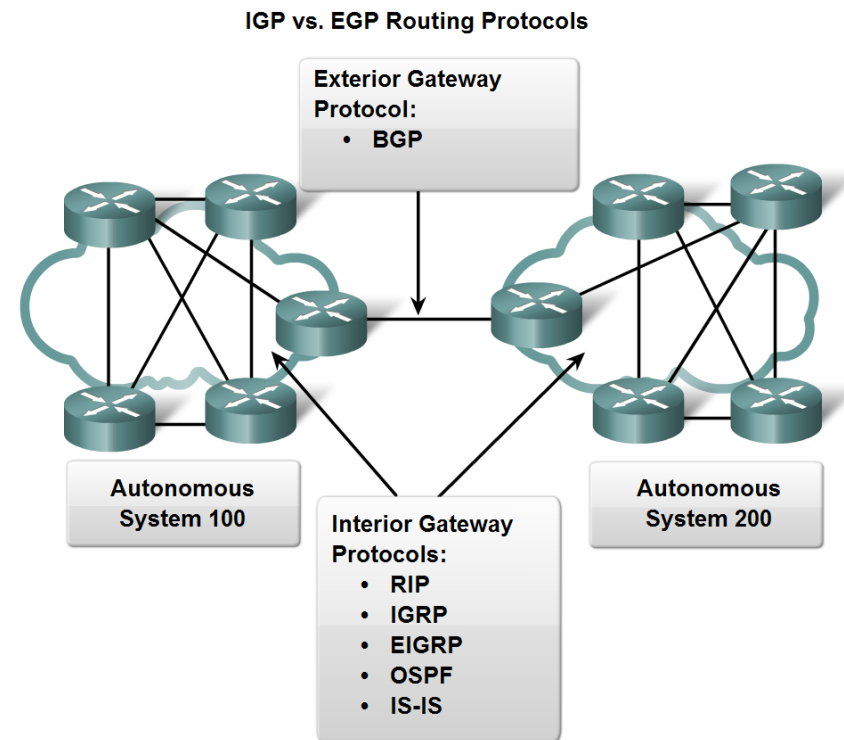 IGP vs. EGP Routing Protocols
Exterior Gateway
Protocol:
• BGP
Autonomous
System 100
Autonomous
System 200
Interior Gateway
Protocols:
• RIP
• IGRP
• EIGRP
• OSPF
• IS-IS